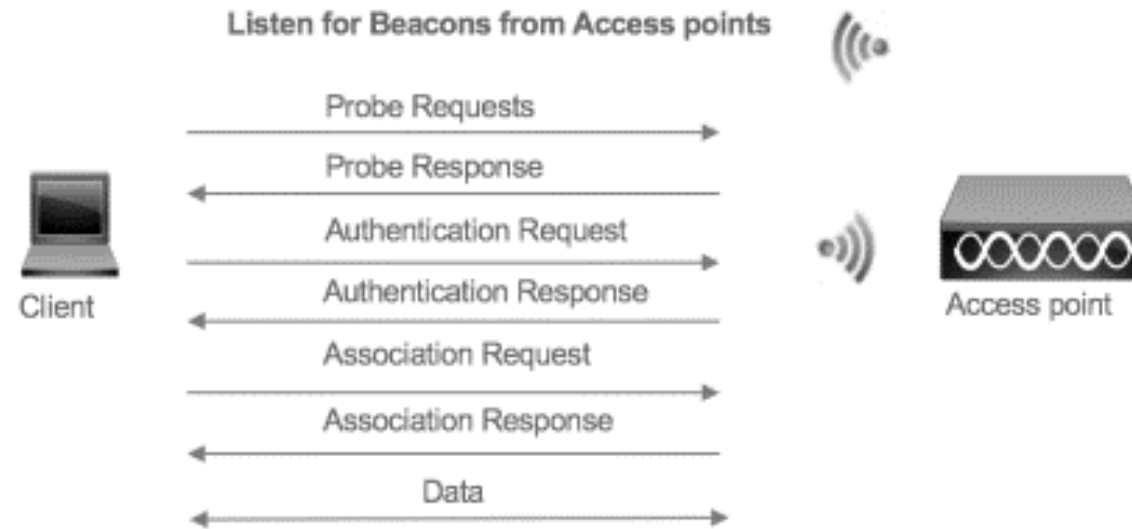 Listen for Beacons from Access points
Probe Requests
Probe Response
Authentication Request
Authentication Response
Client
Access point
Association Request
Association Response
Data